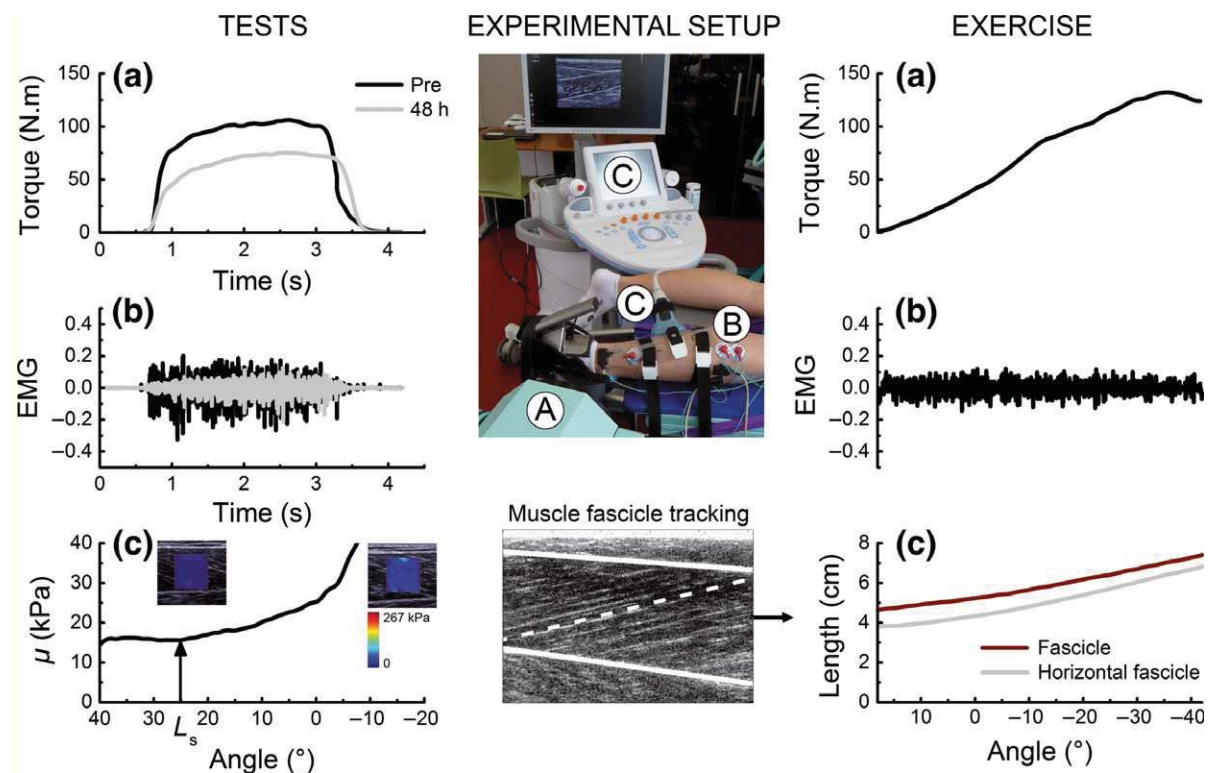 TESTS
EXPERIMENTAL SETUP
EXERCISE
(a)
150
100
50
0
Torque (N.m)
Pre
48 h
0 1 2 3 4
Time (s)
(b)
0.4
0.2
0.0
–0.2
–0.4
EMG
0 1 2 3 4 5
Time (s)
(c)
40
30
20
10
0
μ (kPa)
267 kPa
0
40 30 20 10 0 –10 –20
Ls
Angle (°)
C
C
B
A
Muscle fascicle tracking
(a)
150
100
50
0
Torque (N.m)
(b)
0.4
0.2
0.0
–0.2
–0.4
EMG
(c)
8
6
4
2
0
Length (cm)
Fascicle
Horizontal fascicle
10 0 –10 –20 –30 –40
Angle (°)